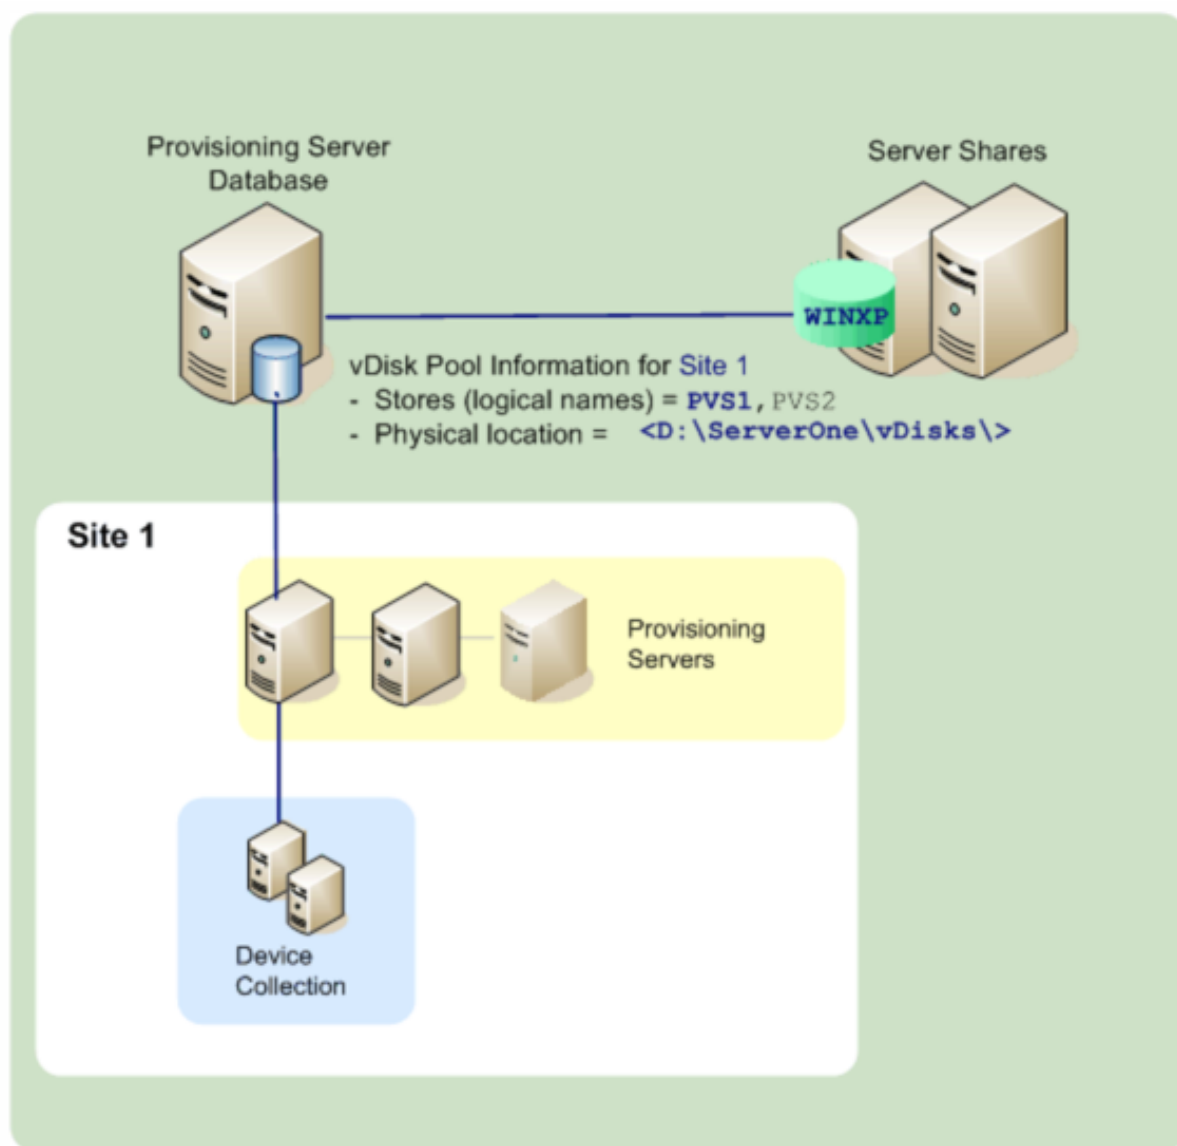 Provisioning Server
Database
Server Shares
WINXP
vDisk Pool Information for Site 1
- Stores (logical names) = PVS1, PVS2
- Physical location = <D:\ServerOne\vDisks\>
Site 1
Provisioning
Servers
Device
Collection